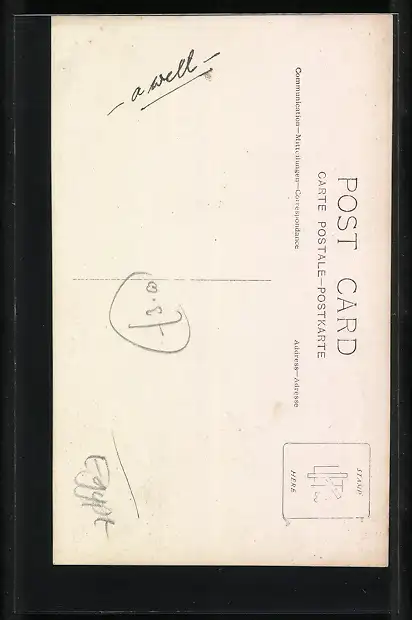 POST CARD
CARTE POSTALE—POSTKARTE
Communication—Mitteilungen—Correspondance
Address—Adresse
STAMP
HERE
- a well -
Egypt